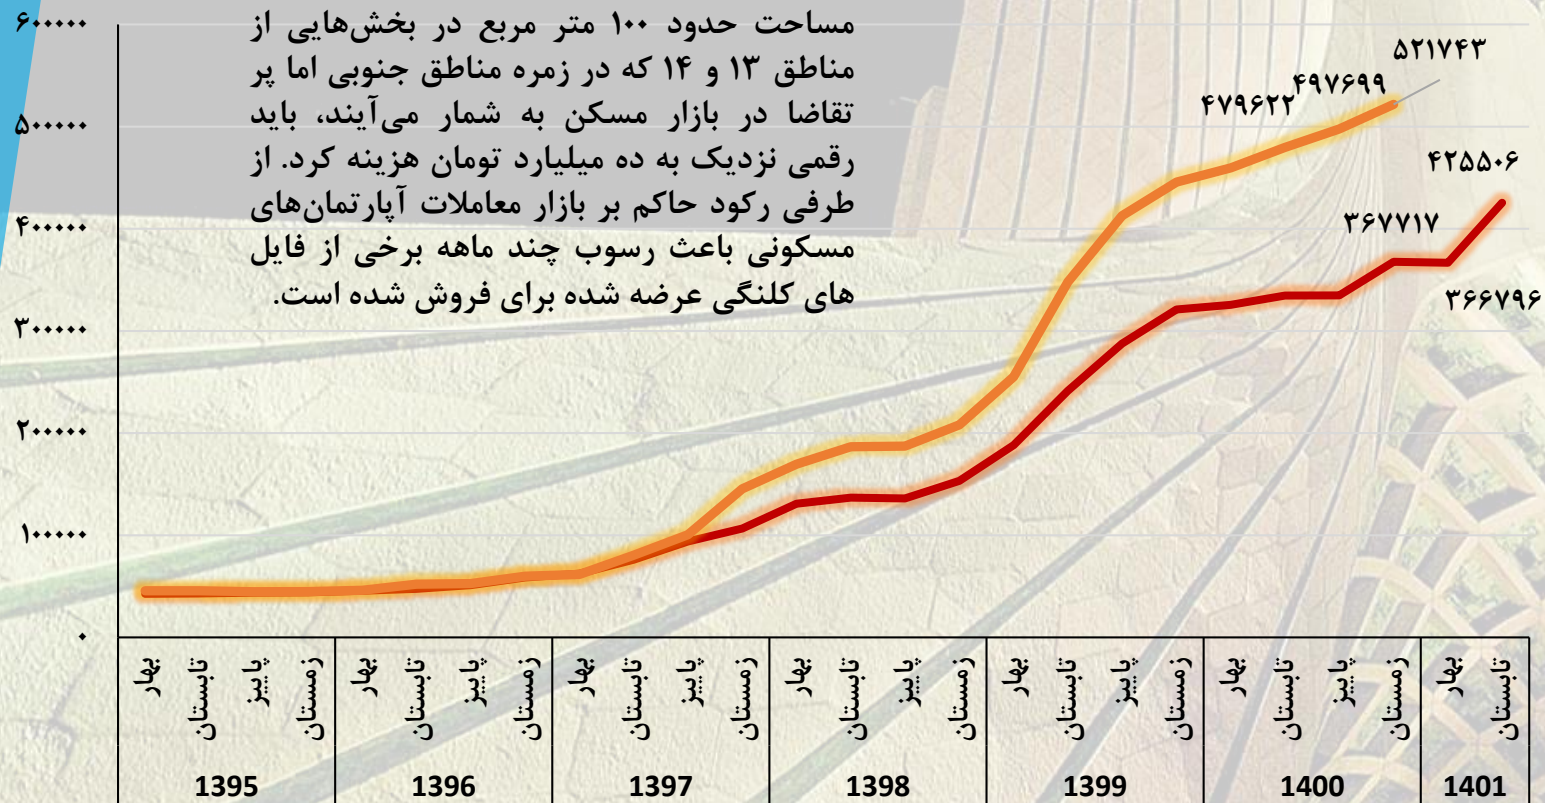 مساحت حدود ۱۰۰ متر مربع در بخش‌هایی از
مناطق ۱۳ و ۱۴ که در زمره مناطق جنوبی اما پر
تقاضا در بازار مسکن به شمار می‌آیند، باید
رقمی نزدیک به ده میلیارد تومان هزینه کرد. از
طرفی رکود حاکم بر بازار معاملات آپارتمان‌های
مسکونی باعث رسوب چند ماهه برخی از فایل
های کلنگی عرضه شده برای فروش شده است.
۶۰۰۰۰۰
۵۰۰۰۰۰
۴۰۰۰۰۰
۳۰۰۰۰۰
۲۰۰۰۰۰
۱۰۰۰۰۰
۰
۴۷۹۶۲۲
۴۹۷۶۹۹
۵۲۱۷۴۳
۳۶۷۷۱۷
۳۶۶۷۹۶
۴۲۵۵۰۶
بهار
تابستان
پاییز
زمستان
بهار
تابستان
پاییز
زمستان
بهار
تابستان
پاییز
زمستان
بهار
تابستان
پاییز
زمستان
بهار
تابستان
پاییز
زمستان
بهار
تابستان
پاییز
زمستان
بهار
تابستان
1395
1396
1397
1398
1399
1400
1401